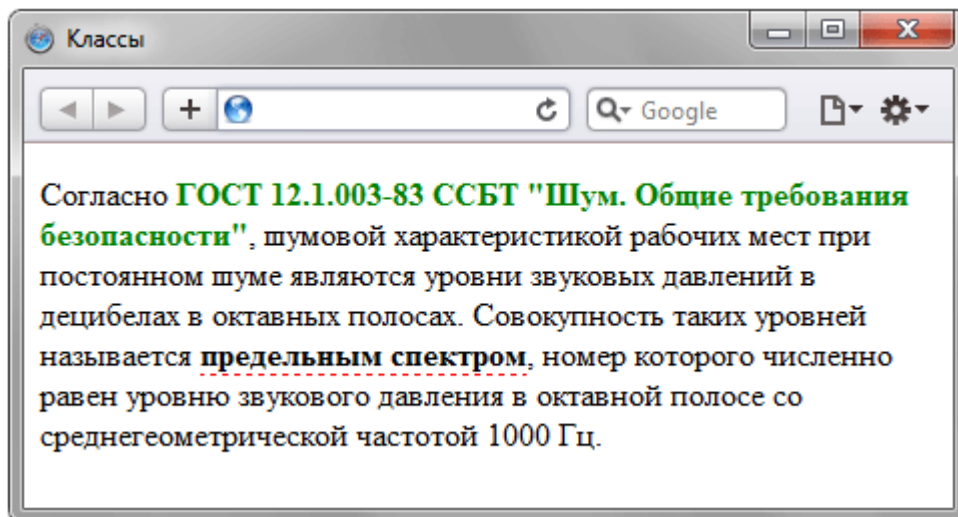 Классы
Google
Согласно ГОСТ 12.1.003-83 ССБТ "Шум. Общие требования
безопасности", шумовой характеристикой рабочих мест при
постоянном шуме являются уровни звуковых давлений в
децибелах в октавных полосах. Совокупность таких уровней
называется предельным спектром, номер которого численно
равен уровню звукового давления в октавной полосе со
среднегеометрической частотой 1000 Гц.